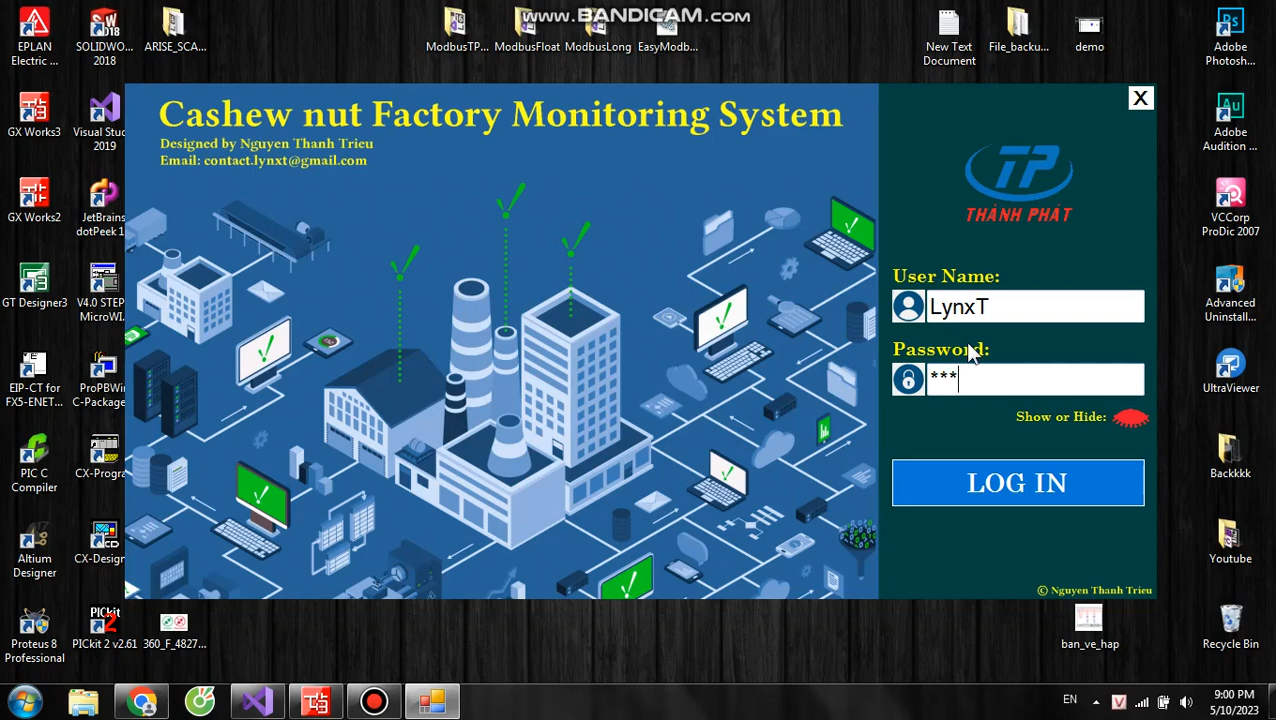 www.BANDICAM.com
EPLAN
Electric ...
SOLIDWO...
2018
ARISE_SCA...
ModbusTP...
ModbusFloat
ModbusLong
EasyModb...
New Text
Document
File_backu...
demo
Adobe
Photosh...
GX Works3
Visual Stud
2019
Adobe
Audition ...
GX Works2
JetBrains
dotPeek 1
VCCorp
ProDic 2007
GT Designer3
V4.0 STEP
MicroWI
Advanced
Uninstall...
EIP-CT for
FX5-ENET...
ProPBWin
C-Package
UltraViewer
PIC C
Compiler
CX-Progra
Backkkk
Altium
Designer
CX-Design
Youtube
Proteus 8
Professional
PICkit 2 v2.61
360_F_4827...
ban_ve_hap
Recycle Bin
Cashew nut Factory Monitoring System
Designed by Nguyen Thanh Trieu
Email: contact.lynxt@gmail.com
X
TP
THÀNH PHÁT
User Name:
LynxT
Password:
***
Show or Hide:
LOG IN
© Nguyen Thanh Trieu
EN
V
9:00 PM
5/10/2023